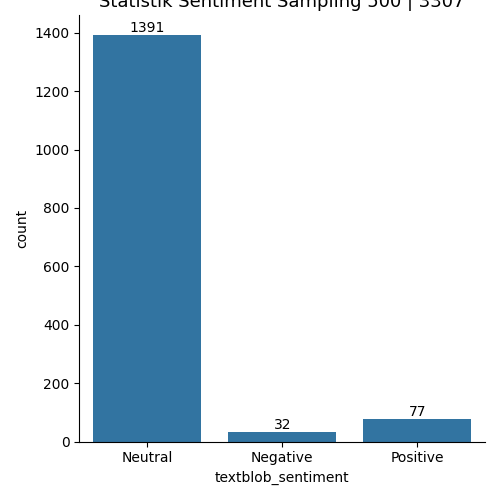 Statistik Sentiment Sampling 500 | 3307
1391
1400
1200
1000
800
600
400
200
0
count
32
77
Neutral Negative Positive
textblob_sentiment